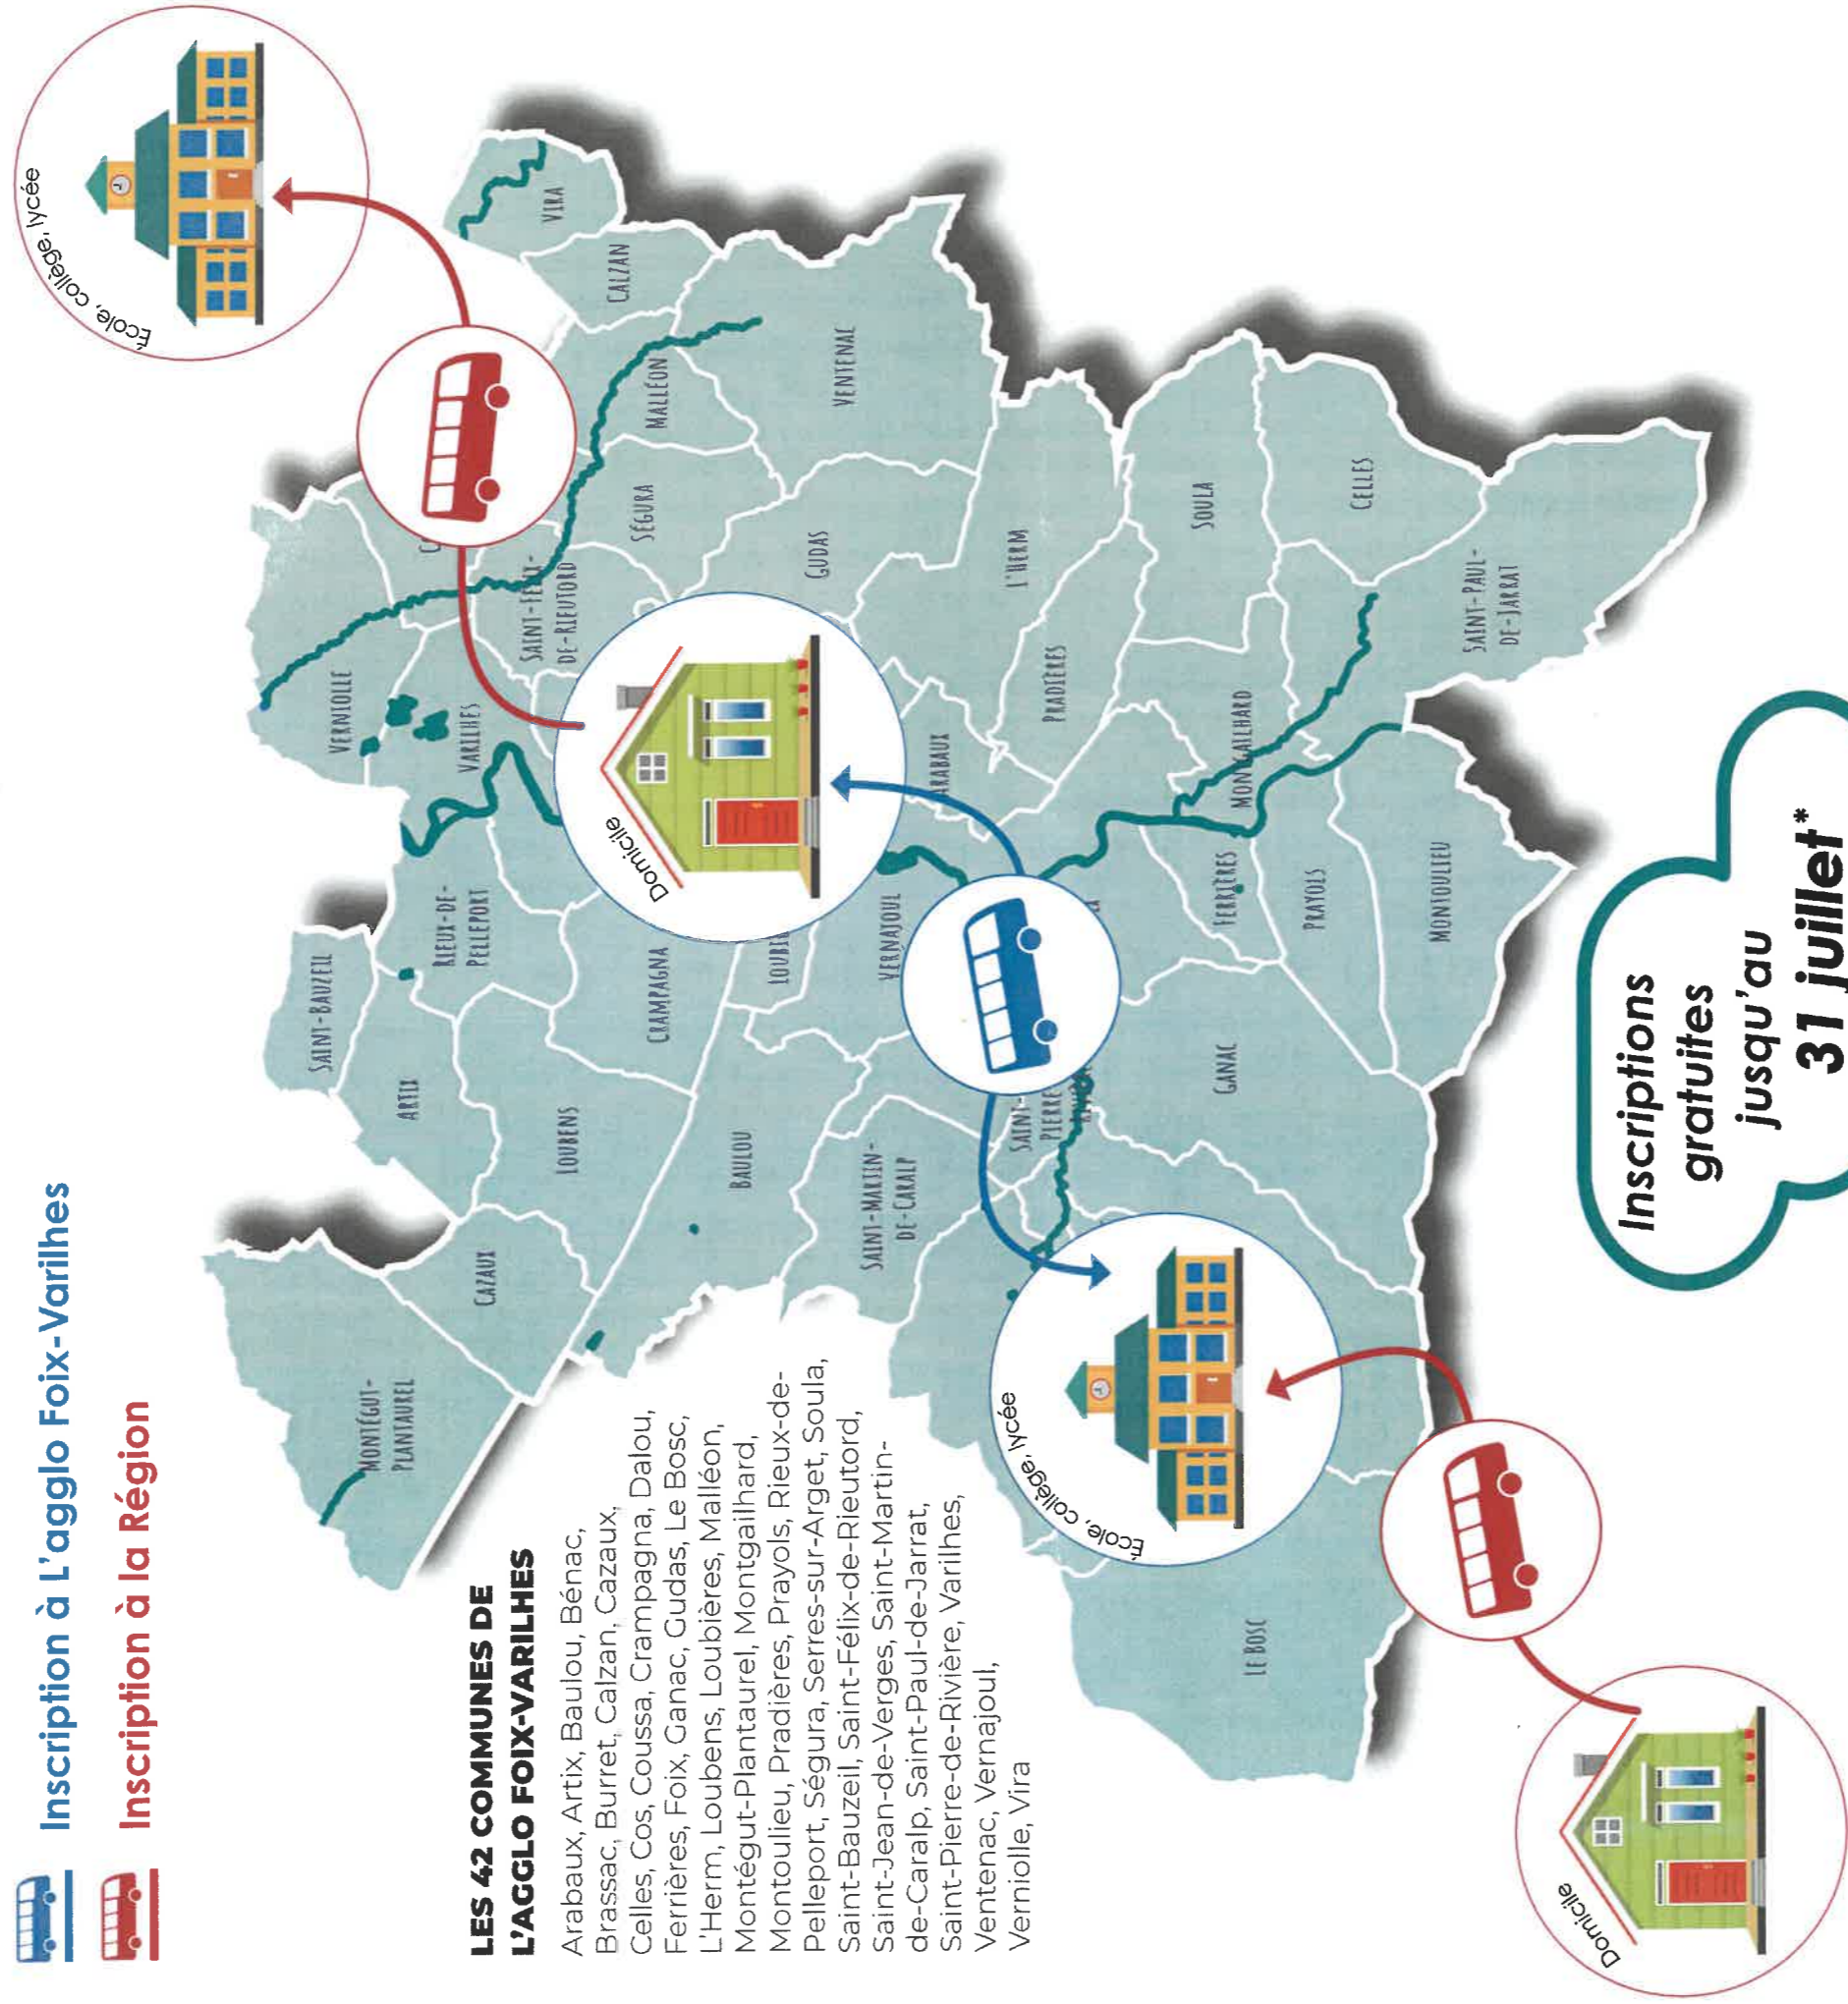 Inscription à L'agglo Foix-Varilhes
Inscription à la Région
École, collège, lycée
LES 42 COMMUNES DE
L'AGGLO FOIX-VARILHES
Arabaux, Artix, Baulou, Bénac,
Brassac, Burret, Calzan, Cazaux,
Celles, Cos, Coussa, Crampagna, Dalou,
Ferrières, Foix, Ganac, Gudas, Le Bosc,
L'Herm, Loubens, Loubières, Malléon,
Montégut-Plantaurel, Montgailhard,
Montoulieu, Pradières, Prayols, Rieux-de-
Pelleport, Ségura, Serres-sur-Arget, Soula,
Saint-Bauzeil, Saint-Félix-de-Rieutord,
Saint-Jean-de-Verges, Saint-Martin-
de-Caralp, Saint-Paul-de-Jarrat,
Saint-Pierre-de-Rivière, Varilhes,
Ventenac, Vernajoul,
Verniolle, Vira
MONTÉGUT-
PLANTAUREL
CAZAUX
SAINT-BAUZEIL
ARTIX
RIEUX-DE-
PELLEPORT
VERNIOLLE
VARILHES
VIRA
CALZAN
SAINT-FÉLIX-
DE-RIEUTORD
SÉGURA
MALLÉON
LOUBENS
CRAMPAGNA
Domicile
GUDAS
VENTENAC
BAULOU
LOUBI
SAINT-MARTIN-
DE-CARALP
VERNAJOUL
ARABAUX
L'HERM
PRADIÈRES
SAINT-
PIERRE
SOULA
GANAC
FERRIÈRES
MONTGAILHARD
PRAYOLS
CELLES
MONTOULIEU
SAINT-PAUL-
DE-JARRAT
École, collège, lycée
LE BOSC
Domicile
Inscriptions
gratuites
jusqu'au
31 juillet*